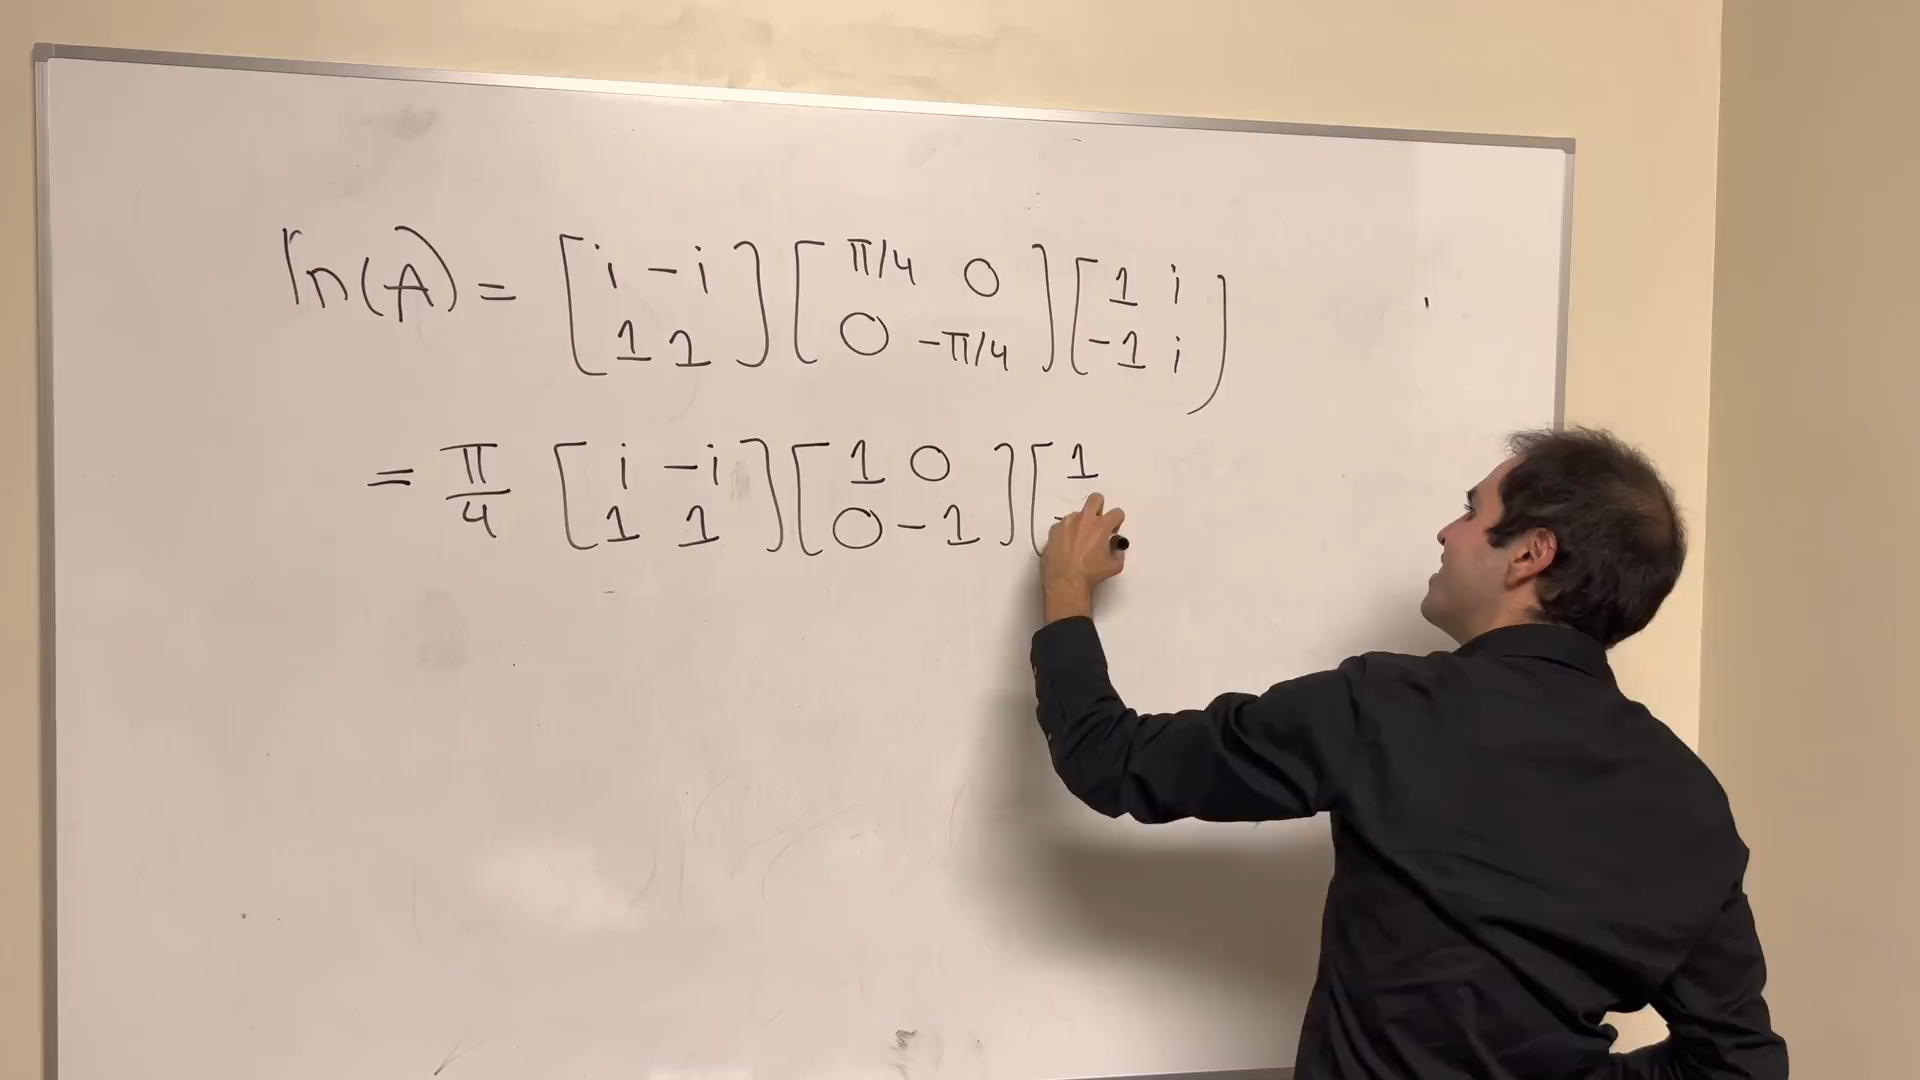 ln(A) = [i -i; 1 1] [π/4 0; 0 -π/4] [1 i; -1 i]
= π/4 [i -i; 1 1] [1 0; 0 -1] [1